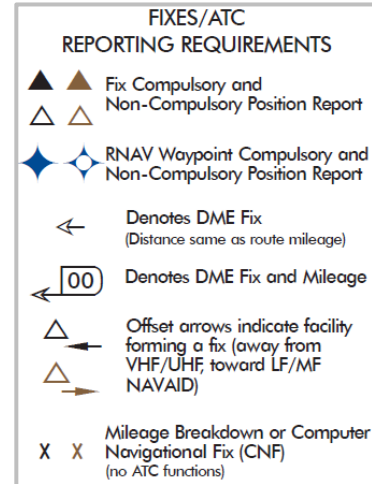 FIXES/ATC
REPORTING REQUIREMENTS
Fix Compulsory and
Non-Compulsory Position Report
RNAV Waypoint Compulsory and
Non-Compulsory Position Report
Denotes DME Fix
(Distance same as route mileage)
00 Denotes DME Fix and Mileage
Offset arrows indicate facility
forming a fix (away from
VHF/UHF, toward LF/MF
NAVAID)
Mileage Breakdown or Computer
X X Navigational Fix (CNF)
(no ATC functions)